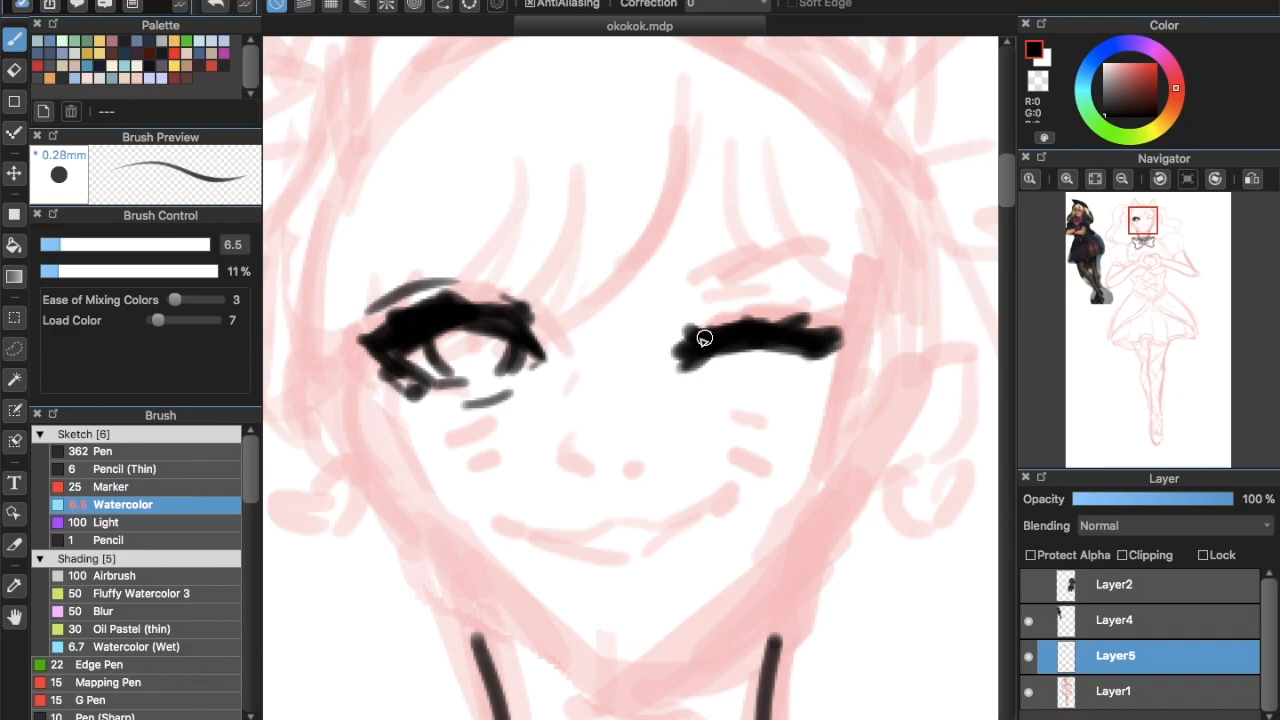 AntiAliasing Correction 0 Soft Edge
okokok.mdp
Palette
---
Brush Preview
* 0.28mm
Brush Control
6.5
11 %
Ease of Mixing Colors 3
Load Color 7
Brush
Sketch [6]
362 Pen
6 Pencil (Thin)
25 Marker
6.5 Watercolor
100 Light
1 Pencil
Shading [5]
100 Airbrush
50 Fluffy Watercolor 3
50 Blur
30 Oil Pastel (thin)
6.7 Watercolor (Wet)
22 Edge Pen
15 Mapping Pen
15 G Pen
10 Pen (Sharp)
Color
R:0
G:0
Navigator
Layer
Opacity 100 %
Blending Normal
Protect Alpha Clipping Lock
Layer2
Layer4
Layer5
Layer1